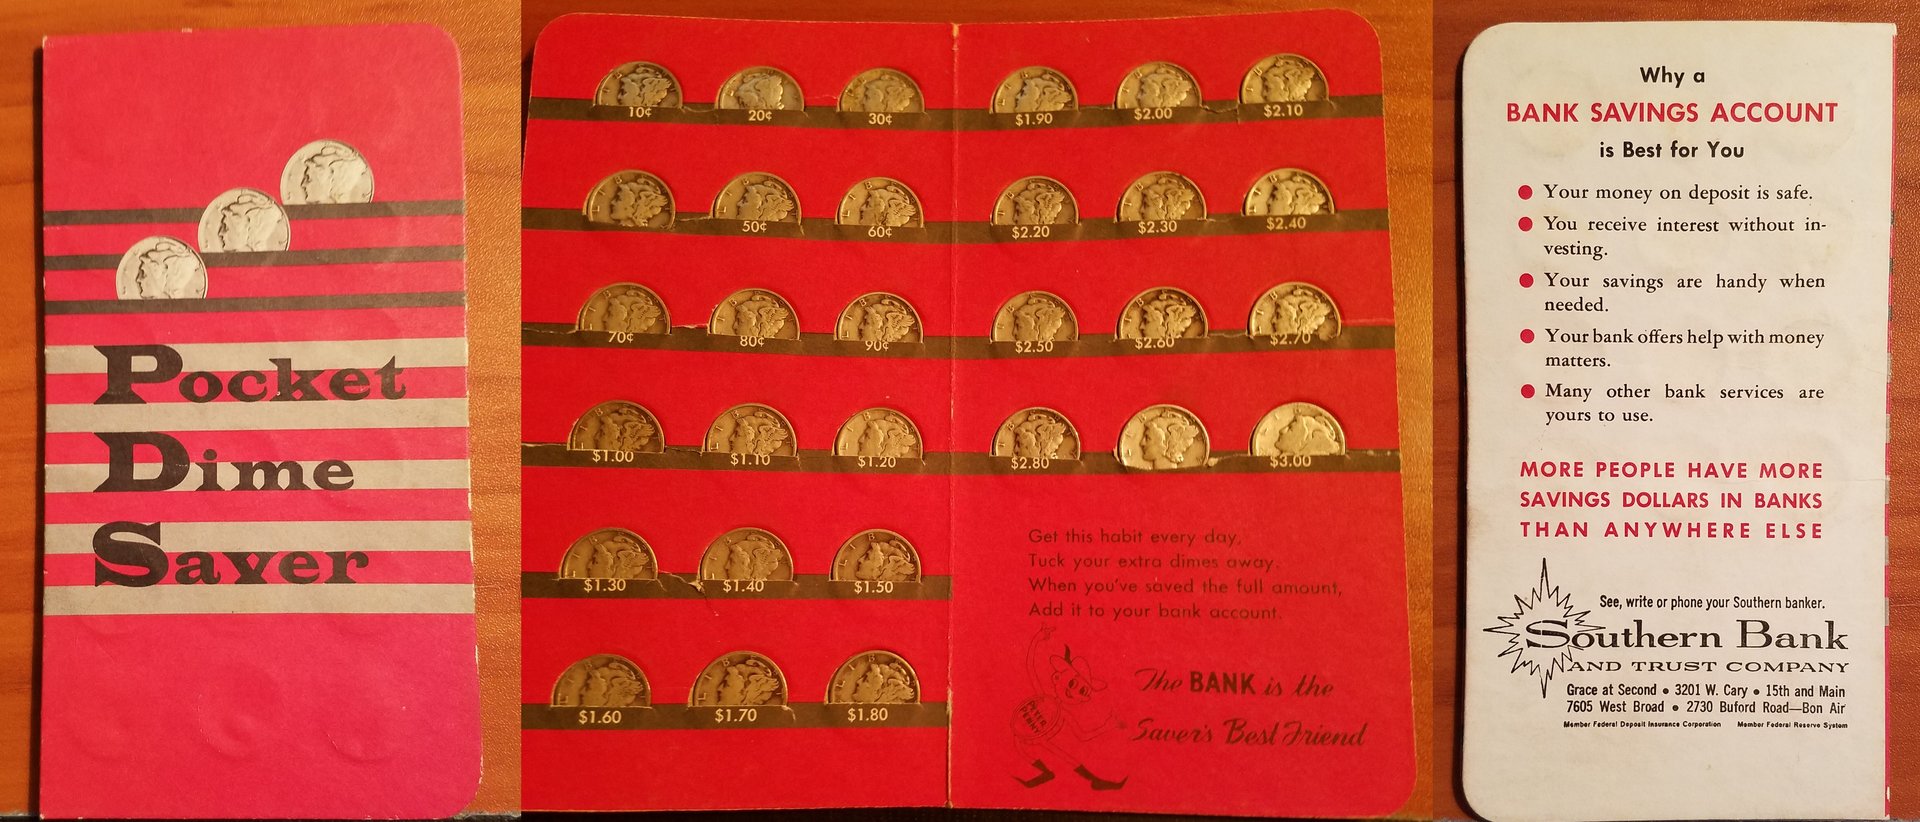 Pocket
Dime
Saver
10¢ 20¢ 30¢
50¢ 60¢
70¢ 80¢ 90¢
$1.00 $1.10 $1.20
$1.30 $1.40 $1.50
$1.60 $1.70 $1.80
$1.90 $2.00 $2.10
$2.20 $2.30 $2.40
$2.50 $2.60 $2.70
$2.80 $3.00
Get this habit every day,
Tuck your extra dimes away.
When you've saved the full amount,
Add it to your bank account.
PETER
PENNY
The BANK is the
Saver's Best Friend
Why a
BANK SAVINGS ACCOUNT
is Best for You
● Your money on deposit is safe.
● You receive interest without in-
vesting.
● Your savings are handy when
needed.
● Your bank offers help with money
matters.
● Many other bank services are
yours to use.
MORE PEOPLE HAVE MORE
SAVINGS DOLLARS IN BANKS
THAN ANYWHERE ELSE
See, write or phone your Southern banker.
Southern Bank
AND TRUST COMPANY
Grace at Second ● 3201 W. Cary ● 15th and Main
7605 West Broad ● 2730 Buford Road—Bon Air
Member Federal Deposit Insurance Corporation Member Federal Reserve System